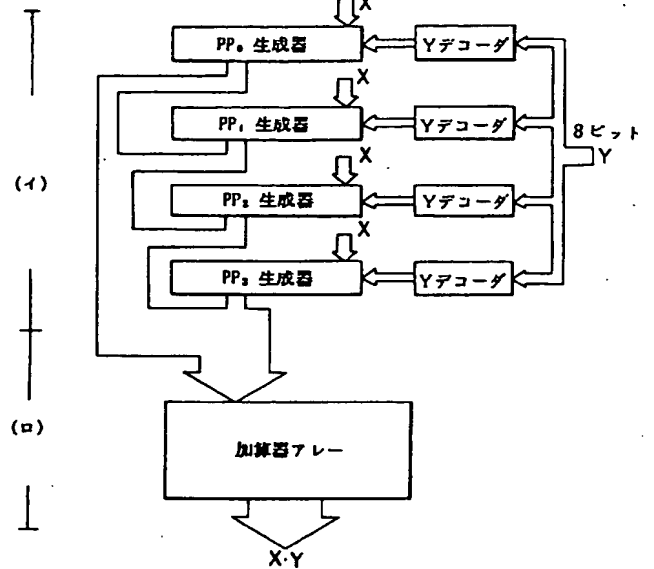 X
PP₀ 生成器
Yデコーダ
X
PP₁ 生成器
Yデコーダ
8ビット
Y
X
(イ)
PP₂ 生成器
Yデコーダ
X
PP₃ 生成器
Yデコーダ
(ロ)
加算器アレー
X·Y